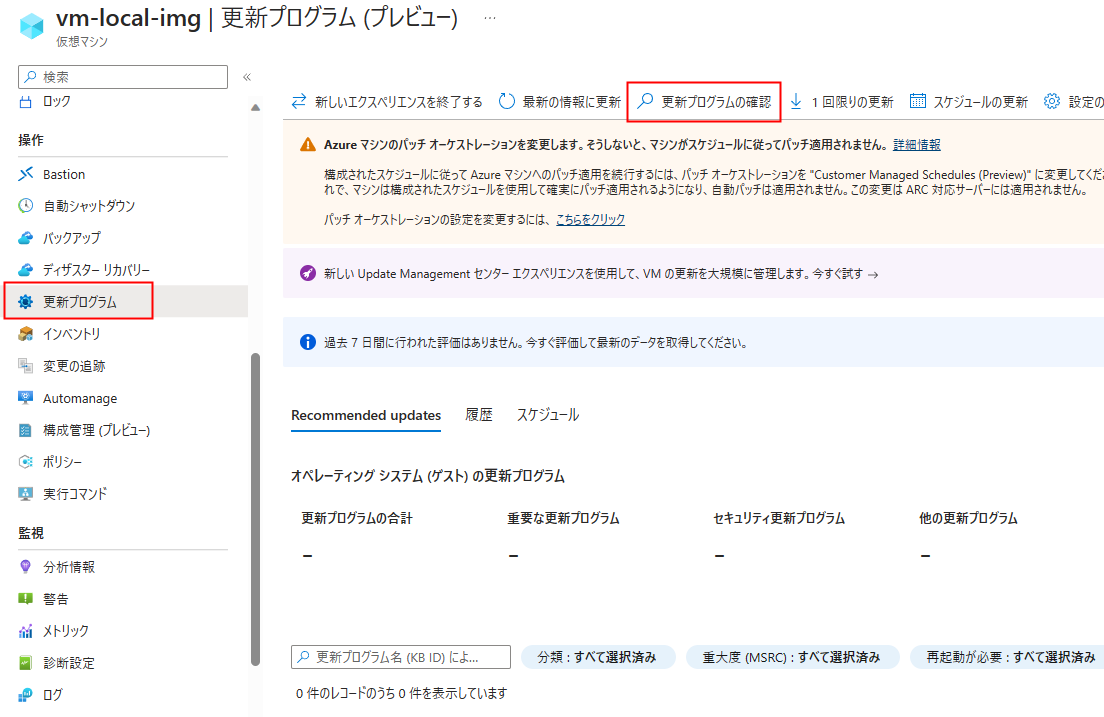 vm-local-img | 更新プログラム (プレビュー) ...
仮想マシン
検索
«
ロック
操作
Bastion
自動シャットダウン
バックアップ
ディザスター リカバリー
更新プログラム
インベントリ
変更の追跡
Automanage
構成管理 (プレビュー)
ポリシー
実行コマンド
監視
分析情報
警告
メトリック
診断設定
ログ
新しいエクスペリエンスを終了する 最新の情報に更新 更新プログラムの確認 1 回限りの更新 スケジュールの更新 設定の
Azure マシンのパッチ オーケストレーションを変更します。そうしないと、マシンがスケジュールに従ってパッチ適用されません。 詳細情報
構成されたスケジュールに従って Azure マシンへのパッチ適用を続行するには、パッチ オーケストレーションを "Customer Managed Schedules (Preview)" に変更してくださ
れで、マシンは構成されたスケジュールを使用して確実にパッチ適用されるようになり、自動パッチは適用されません。この変更は ARC 対応サーバーには適用されません。
パッチ オーケストレーションの設定を変更するには、こちらをクリック
新しい Update Management センター エクスペリエンスを使用して、VM の更新を大規模に管理します。今すぐ試す →
過去 7 日間に行われた評価はありません。今すぐ評価して最新のデータを取得してください。
Recommended updates 履歴 スケジュール
オペレーティング システム (ゲスト) の更新プログラム
更新プログラムの合計 重要な更新プログラム セキュリティ更新プログラム 他の更新プログラム
– – – –
更新プログラム名 (KB ID) によ... 分類 : すべて選択済み 重大度 (MSRC) : すべて選択済み 再起動が必要 : すべて選択済み
0 件のレコードのうち 0 件を表示しています